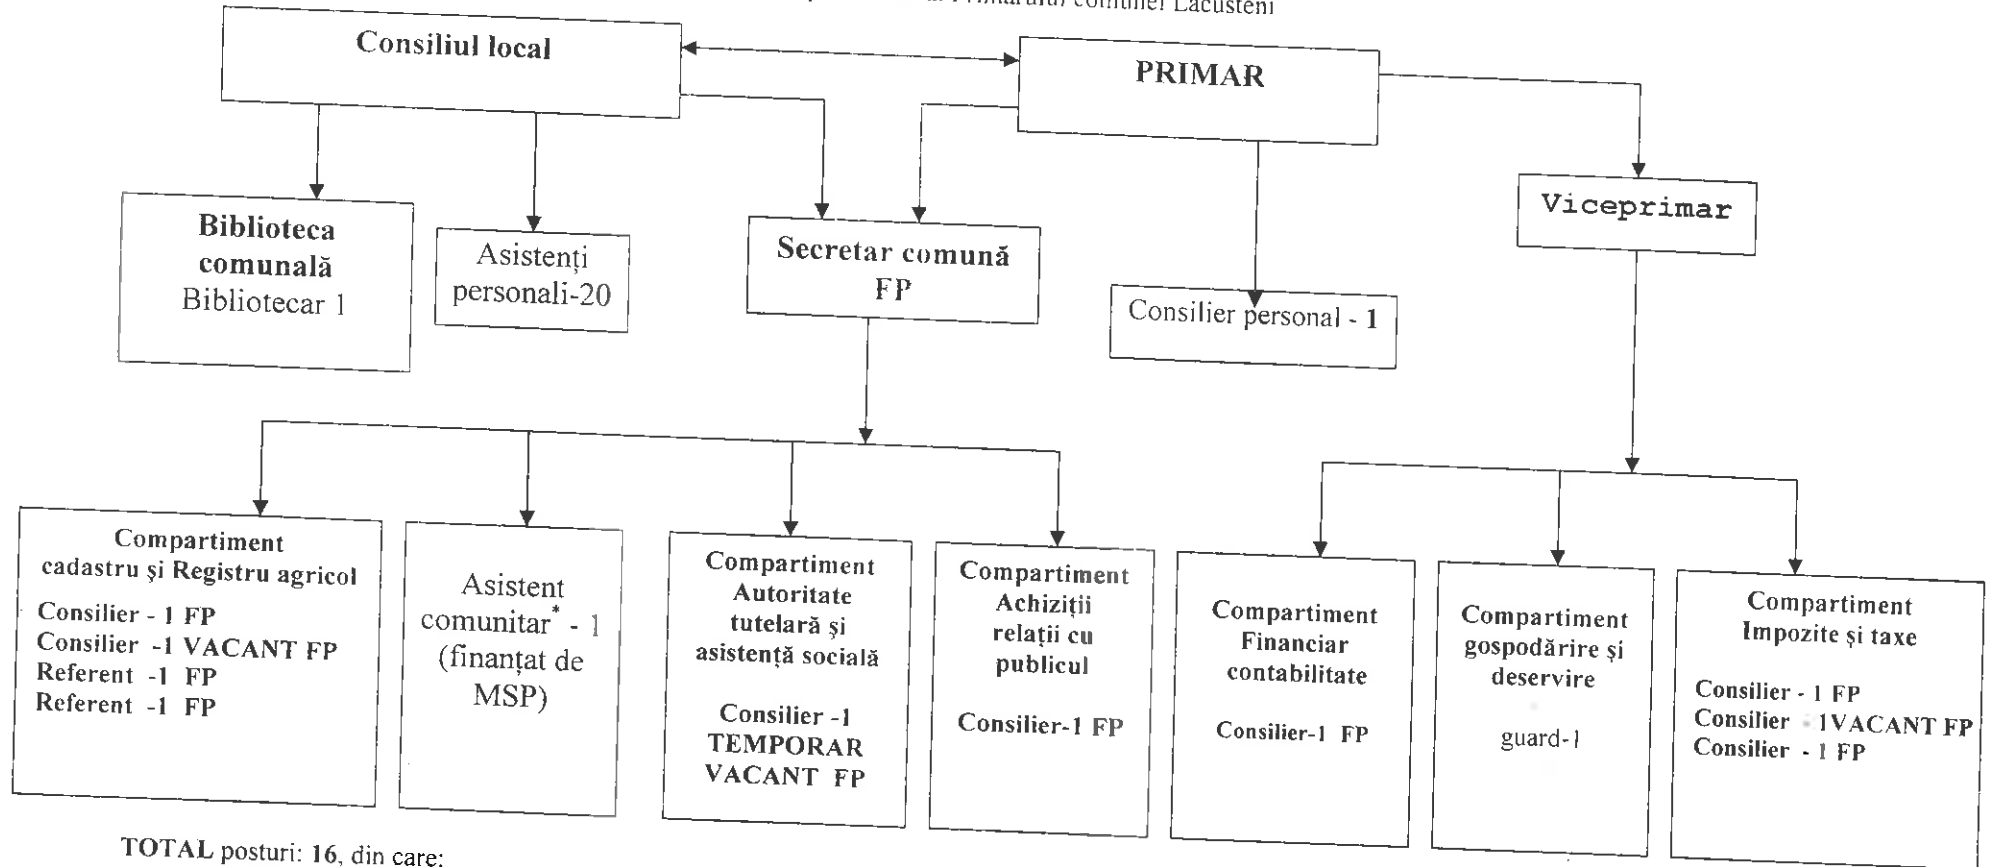 Primarului comunei Lăcusteni
Consiliul local
PRIMAR
Biblioteca
comunală
Bibliotecar 1
Asistenți
personali-20
Secretar comună
FP
Consilier personal - 1
Viceprimar
Compartiment
cadastru și Registru agricol
Consilier - 1 FP
Consilier -1 VACANT FP
Referent -1 FP
Referent -1 FP
Asistent
comunitar* - 1
(finanțat de
MSP)
Compartiment
Autoritate
tutelară și
asistență socială
Consilier -1
TEMPORAR
VACANT FP
Compartiment
Achiziții
relații cu
publicul
Consilier-1 FP
Compartiment
Financiar
contabilitate
Consilier-1 FP
Compartiment
gospodărire și
deservire
guard-1
Compartiment
Impozite și taxe
Consilier - 1 FP
Consilier - 1VACANT FP
Consilier - 1 FP
TOTAL posturi: 16, din care: